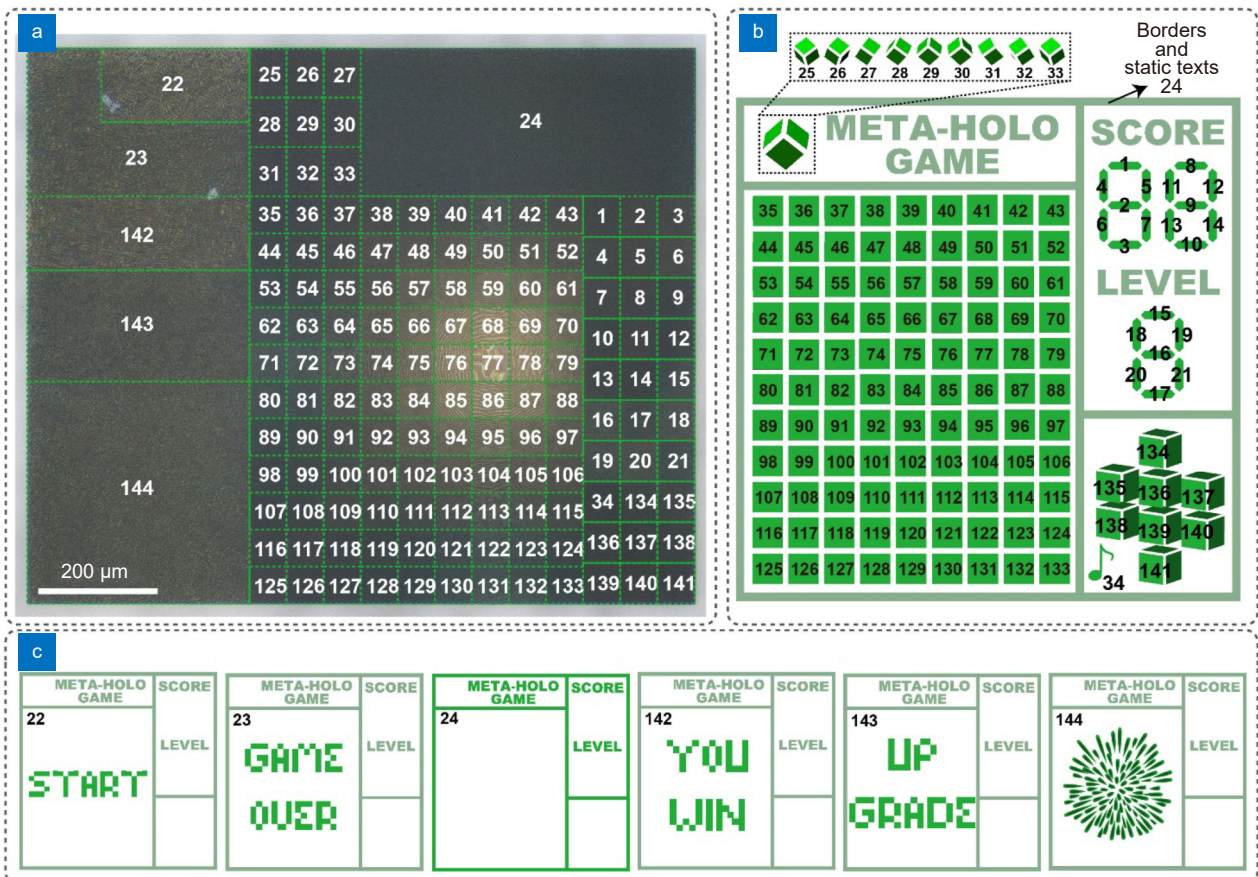 a
22
25 26 27
24
23
28 29 30
31 32 33
142
35 36 37 38 39 40 41 42 43 1 2 3
44 45 46 47 48 49 50 51 52 4 5 6
143
53 54 55 56 57 58 59 60 61 7 8 9
62 63 64 65 66 67 68 69 70 10 11 12
71 72 73 74 75 76 77 78 79 13 14 15
80 81 82 83 84 85 86 87 88 16 17 18
89 90 91 92 93 94 95 96 97 19 20 21
144
98 99 100 101 102 103 104 105 106
107 108 109 110 111 112 113 114 115 34 134 135
116 117 118 119 120 121 122 123 124 136 137 138
125 126 127 128 129 130 131 132 133 139 140 141
200 μm
b
25 26 27 28 29 30 31 32 33
Borders
and
static texts
24
META-HOLO
GAME
35 36 37 38 39 40 41 42 43
44 45 46 47 48 49 50 51 52
53 54 55 56 57 58 59 60 61
62 63 64 65 66 67 68 69 70
71 72 73 74 75 76 77 78 79
80 81 82 83 84 85 86 87 88
89 90 91 92 93 94 95 96 97
98 99 100 101 102 103 104 105 106
107 108 109 110 111 112 113 114 115
116 117 118 119 120 121 122 123 124
125 126 127 128 129 130 131 132 133
SCORE
1 8
4 5 11 12
2 9
6 7 13 14
3 10
LEVEL
15
18 19
16
20 21
17
134
135 136 137
138 139 140
34 141
c
META-HOLO
GAME
SCORE
22
LEVEL
START
META-HOLO
GAME
SCORE
23
LEVEL
GAME
OVER
META-HOLO
GAME
SCORE
24
LEVEL
META-HOLO
GAME
SCORE
142
LEVEL
YOU
WIN
META-HOLO
GAME
SCORE
143
LEVEL
UP
GRADE
META-HOLO
GAME
SCORE
144
LEVEL